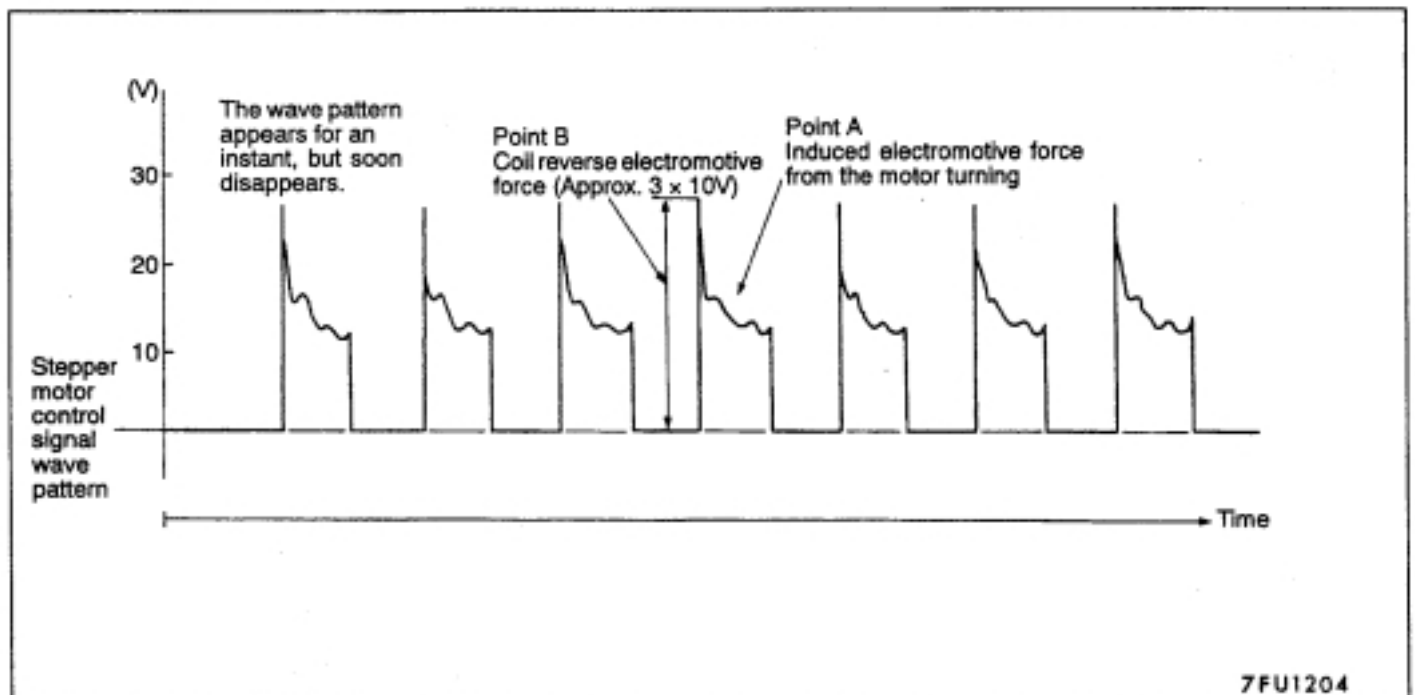 (V)
The wave pattern
appears for an
instant, but soon
disappears.
Point B
Coil reverse electromotive
force (Approx. 3 × 10V)
Point A
Induced electromotive force
from the motor turning
30
20
10
Stepper
motor
control
signal
wave
pattern
Time
7FU1204